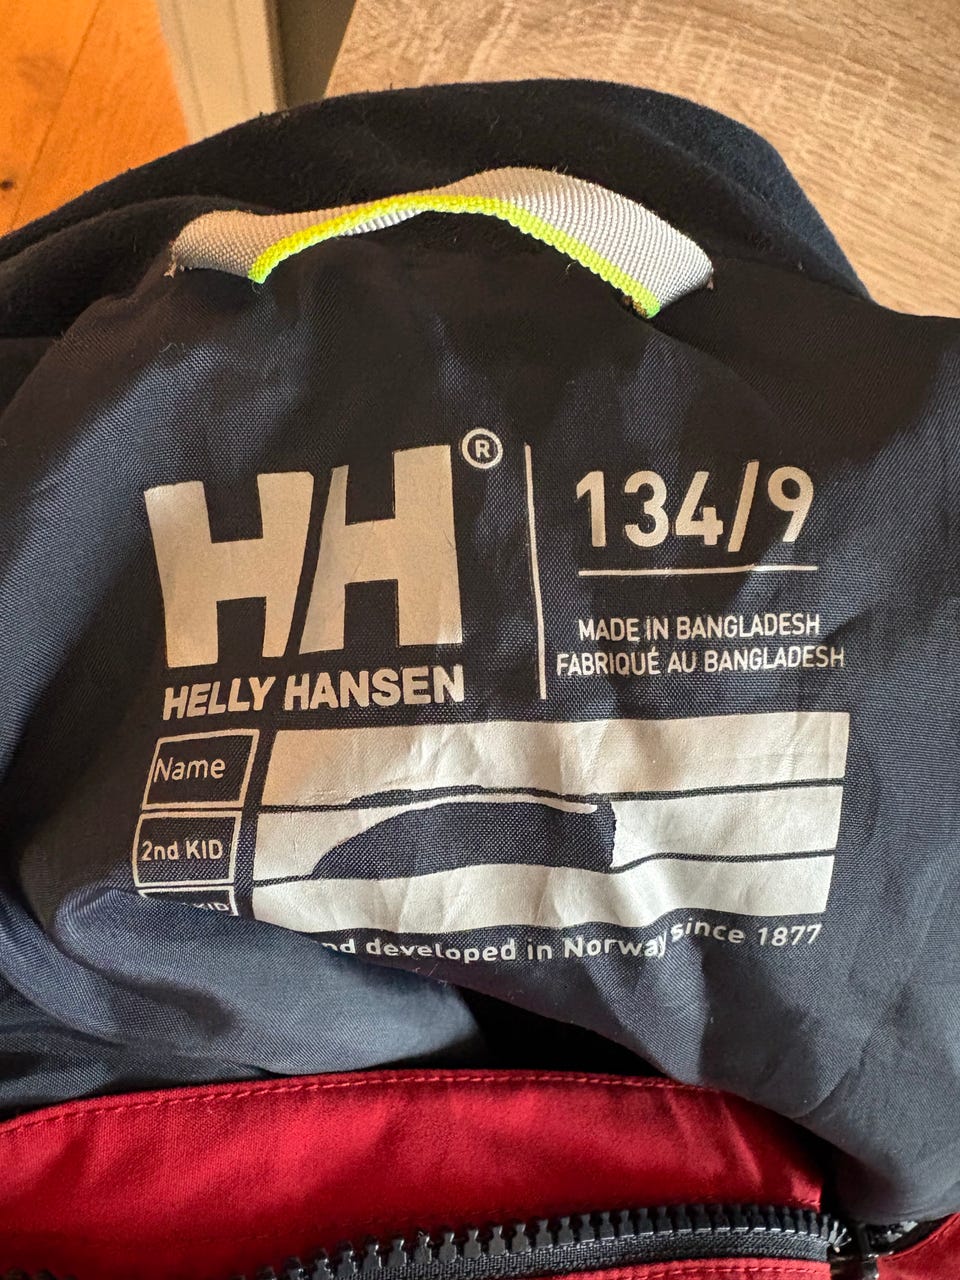 HH®
HELLY HANSEN
134/9
MADE IN BANGLADESH
FABRIQUÉ AU BANGLADESH
Name
2nd KID
KID
developed in Norway since 1877